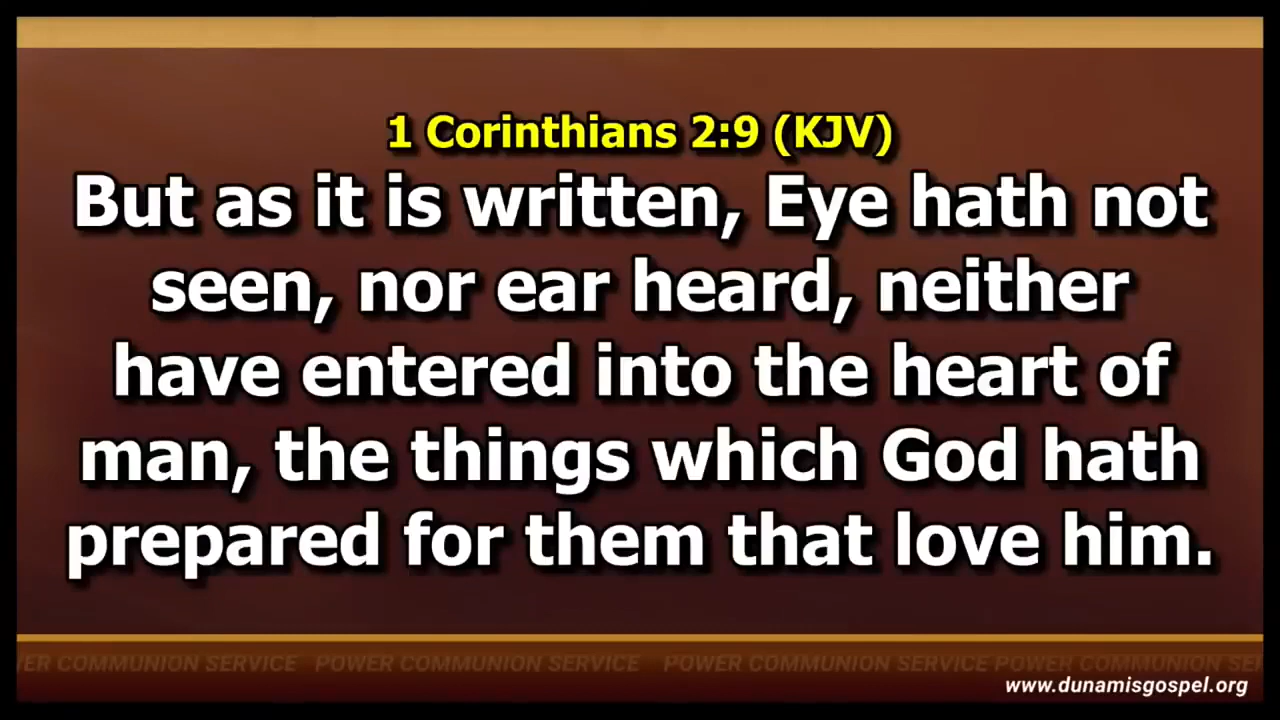 1 Corinthians 2:9 (KJV)
But as it is written, Eye hath not
seen, nor ear heard, neither
have entered into the heart of
man, the things which God hath
prepared for them that love him.
COMMUNION SERVICE POWER COMMUNION SERVICE POWER COMMUNION SERVICE POWER COMMUNION
www.dunamisgospel.org